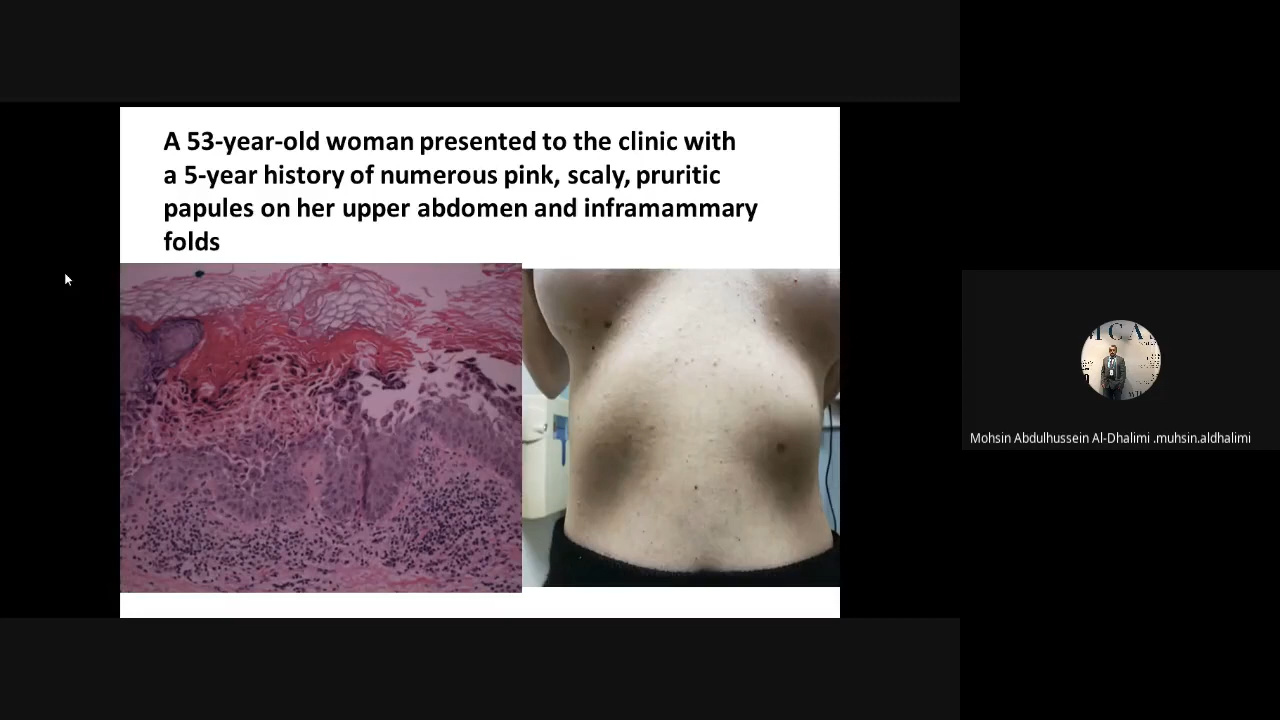 A 53-year-old woman presented to the clinic with
a 5-year history of numerous pink, scaly, pruritic
papules on her upper abdomen and inframammary
folds
M C A
Mohsin Abdulhussein Al-Dhalimi .muhsin.aldhalimi